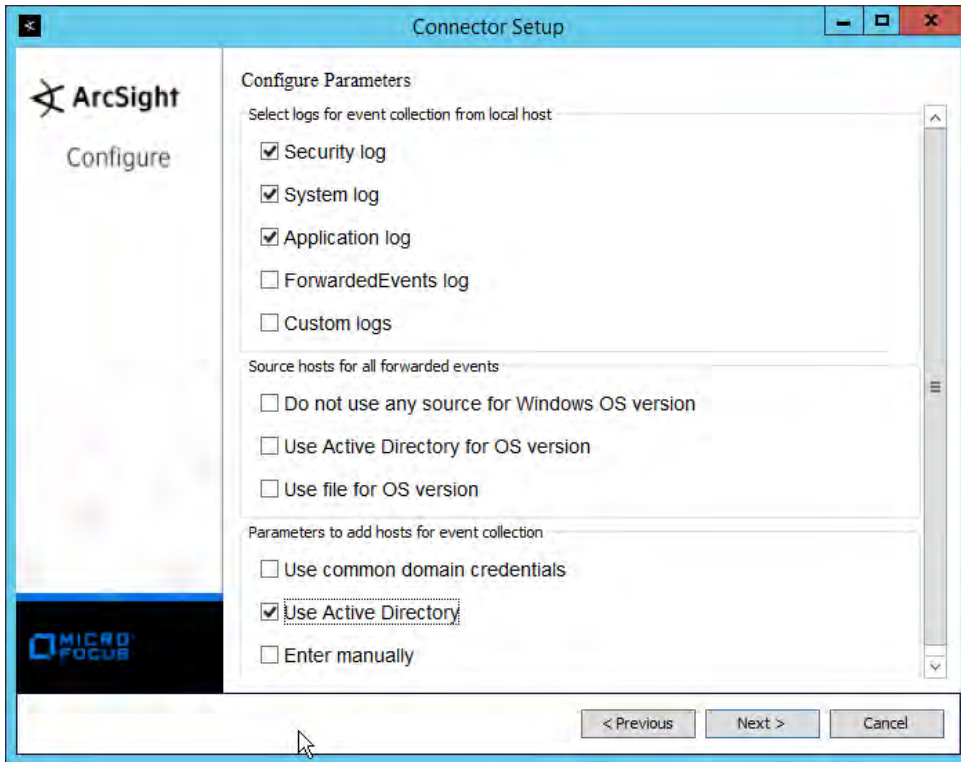 Connector Setup
ArcSight
Configure
Configure Parameters
Select logs for event collection from local host
Security log
System log
Application log
ForwardedEvents log
Custom logs
Source hosts for all forwarded events
Do not use any source for Windows OS version
Use Active Directory for OS version
Use file for OS version
Parameters to add hosts for event collection
Use common domain credentials
Use Active Directory
Enter manually
MICRO
FOCUS
< Previous Next > Cancel